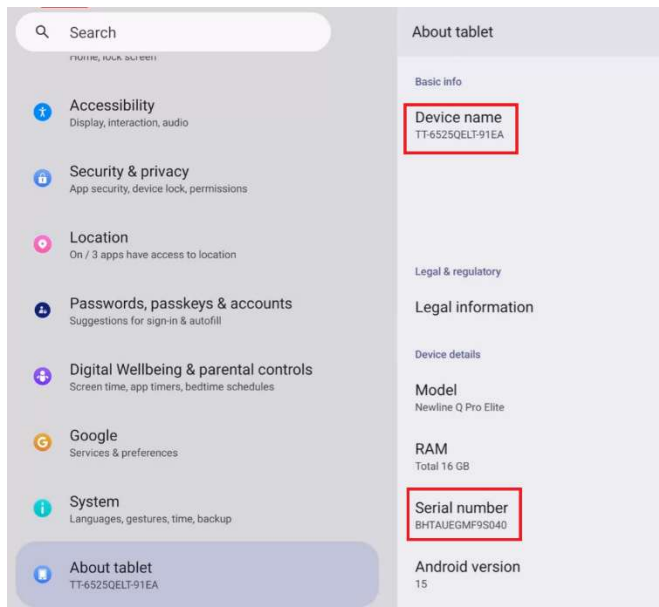 Search
Home, lock screen
Accessibility
Display, interaction, audio
Security & privacy
App security, device lock, permissions
Location
On / 3 apps have access to location
Passwords, passkeys & accounts
Suggestions for sign-in & autofill
Digital Wellbeing & parental controls
Screen time, app timers, bedtime schedules
Google
Services & preferences
System
Languages, gestures, time, backup
About tablet
TT-6525QELT-91EA
About tablet
Basic info
Device name
TT-6525QELT-91EA
Legal & regulatory
Legal information
Device details
Model
Newline Q Pro Elite
RAM
Total 16 GB
Serial number
BHTAUEGMF9S040
Android version
15